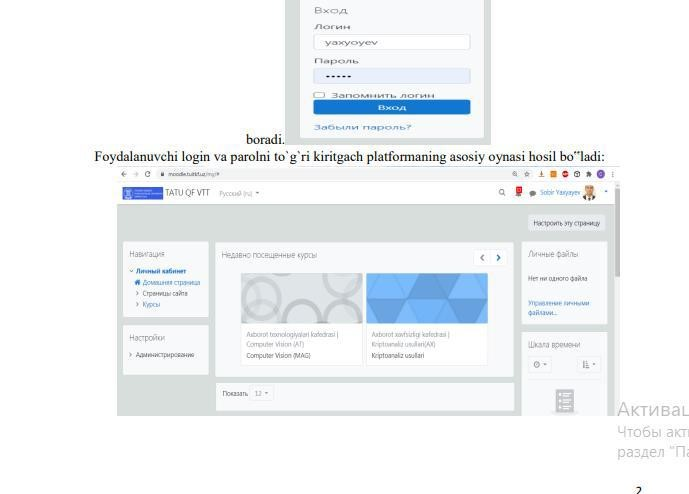 Вход
Логин
yaxyoyev
Пароль
•••••
Запомнить логин
Вход
Забыли пароль?
boradi.
Foydalanuvchi login va parolni to`g`ri kiritgach platformaning asosiy oynasi hosil bo‟ladi:
moodle.tuitkf.uz/my/#
TATU QF VTT Русский (ru)
Sobir Yaxyayev
Настроить эту страницу
Навигация
Личный кабинет
Домашняя страница
Страницы сайта
Курсы
Настройки
Администрирование
Недавно посещенные курсы
Axborot texnologiyalari kafedrasi |
Computer Vision (AT)
Computer Vision (MAG)
Axborot xavfsizligi kafedrasi |
Kriptoanaliz usullari(AX)
Kriptoanaliz usullari
Показать 12
Личные файлы
Нет ни одного файла
Управление личными
файлами...
Шкала времени
Активац
Чтобы акти
раздел "Па
2